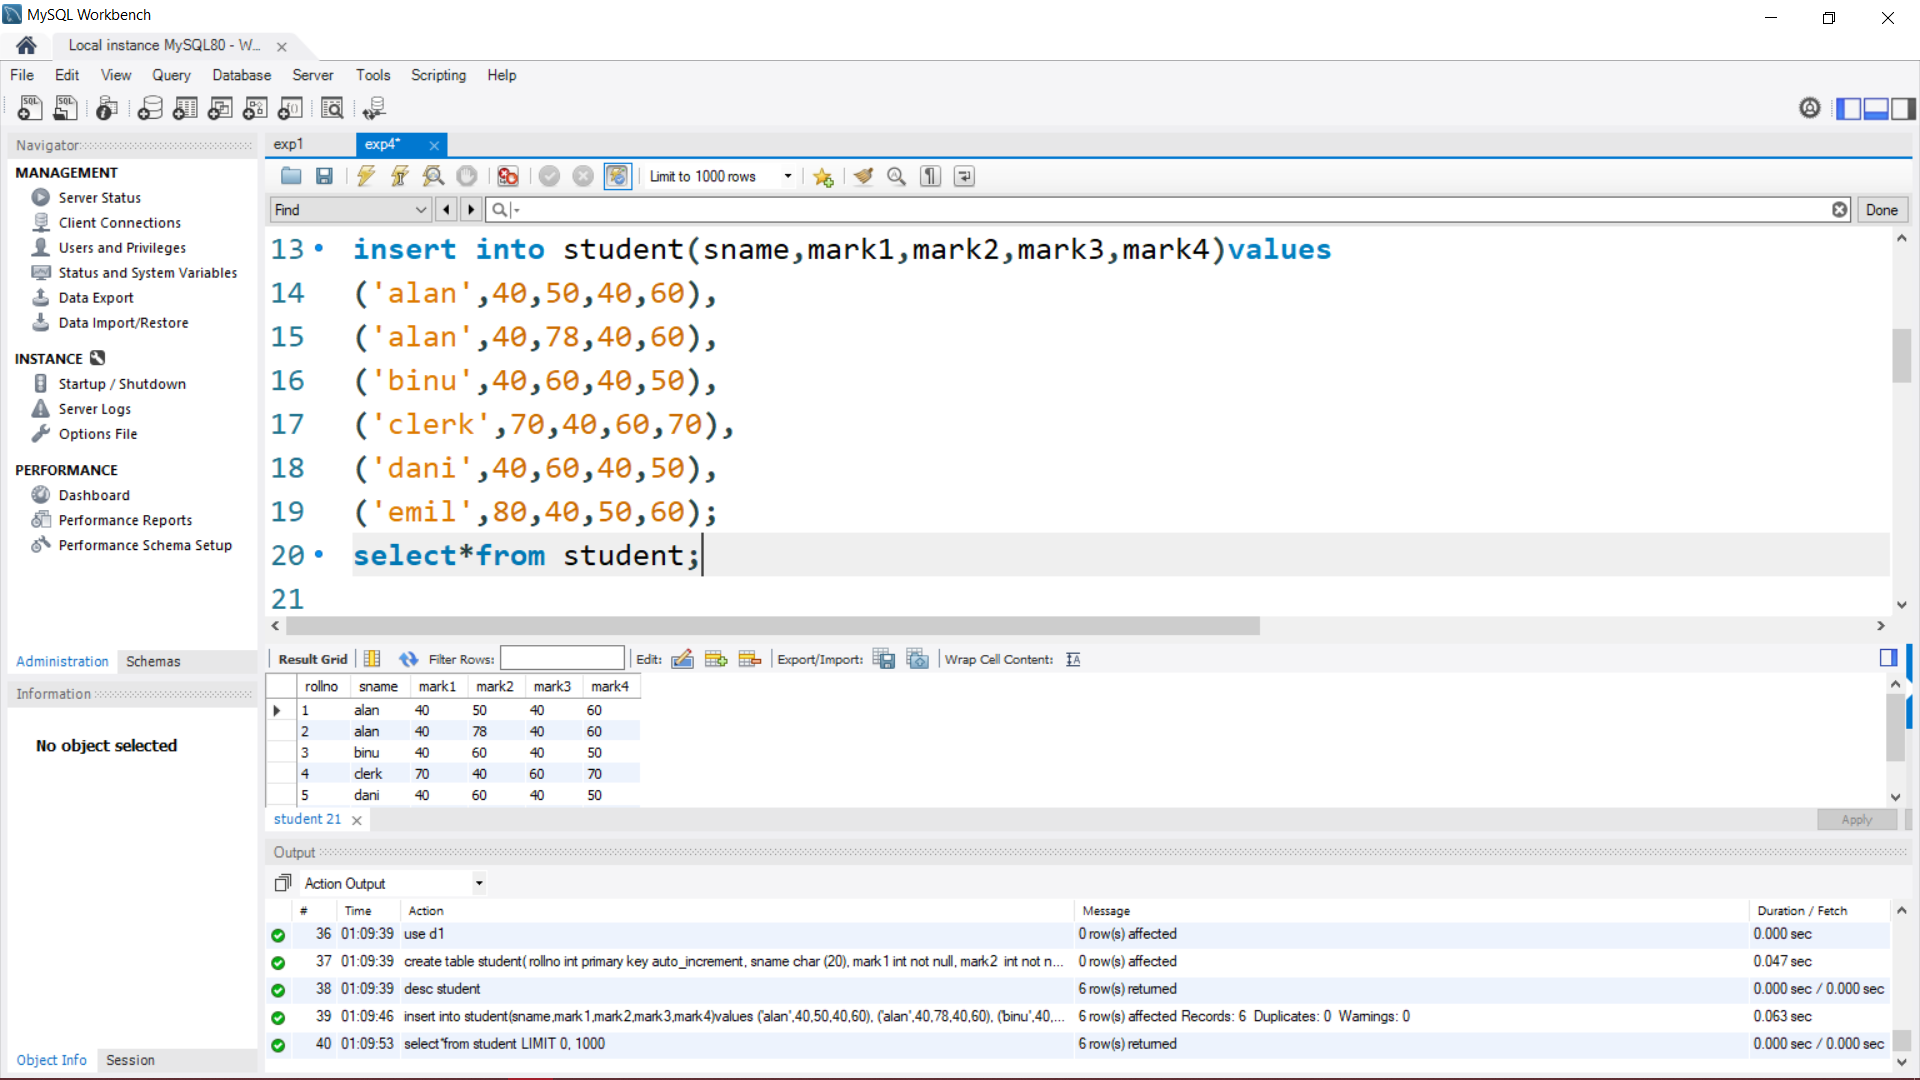 MySQL Workbench
Local instance MySQL80 - W...
File Edit View Query Database Server Tools Scripting Help
Navigator
MANAGEMENT
Server Status
Client Connections
Users and Privileges
Status and System Variables
Data Export
Data Import/Restore
INSTANCE
Startup / Shutdown
Server Logs
Options File
PERFORMANCE
Dashboard
Performance Reports
Performance Schema Setup
Administration Schemas
Information
No object selected
Object Info Session
exp1 exp4*
Limit to 1000 rows
Find Done
13 insert into student(sname,mark1,mark2,mark3,mark4)values
14 ('alan',40,50,40,60),
15 ('alan',40,78,40,60),
16 ('binu',40,60,40,50),
17 ('clerk',70,40,60,70),
18 ('dani',40,60,40,50),
19 ('emil',80,40,50,60);
20 select*from student;
21
Result Grid Filter Rows: Edit: Export/Import: Wrap Cell Content:
rollno sname mark1 mark2 mark3 mark4
1 alan 40 50 40 60
2 alan 40 78 40 60
3 binu 40 60 40 50
4 clerk 70 40 60 70
5 dani 40 60 40 50
student 21 Apply
Output
Action Output
# Time Action Message Duration / Fetch
36 01:09:39 use d1 0 row(s) affected 0.000 sec
37 01:09:39 create table student( rollno int primary key auto_increment, sname char (20), mark1 int not null, mark2 int not n... 0 row(s) affected 0.047 sec
38 01:09:39 desc student 6 row(s) returned 0.000 sec / 0.000 sec
39 01:09:46 insert into student(sname,mark1,mark2,mark3,mark4)values ('alan',40,50,40,60), ('alan',40,78,40,60), ('binu',40,... 6 row(s) affected Records: 6 Duplicates: 0 Warnings: 0 0.063 sec
40 01:09:53 select*from student LIMIT 0, 1000 6 row(s) returned 0.000 sec / 0.000 sec